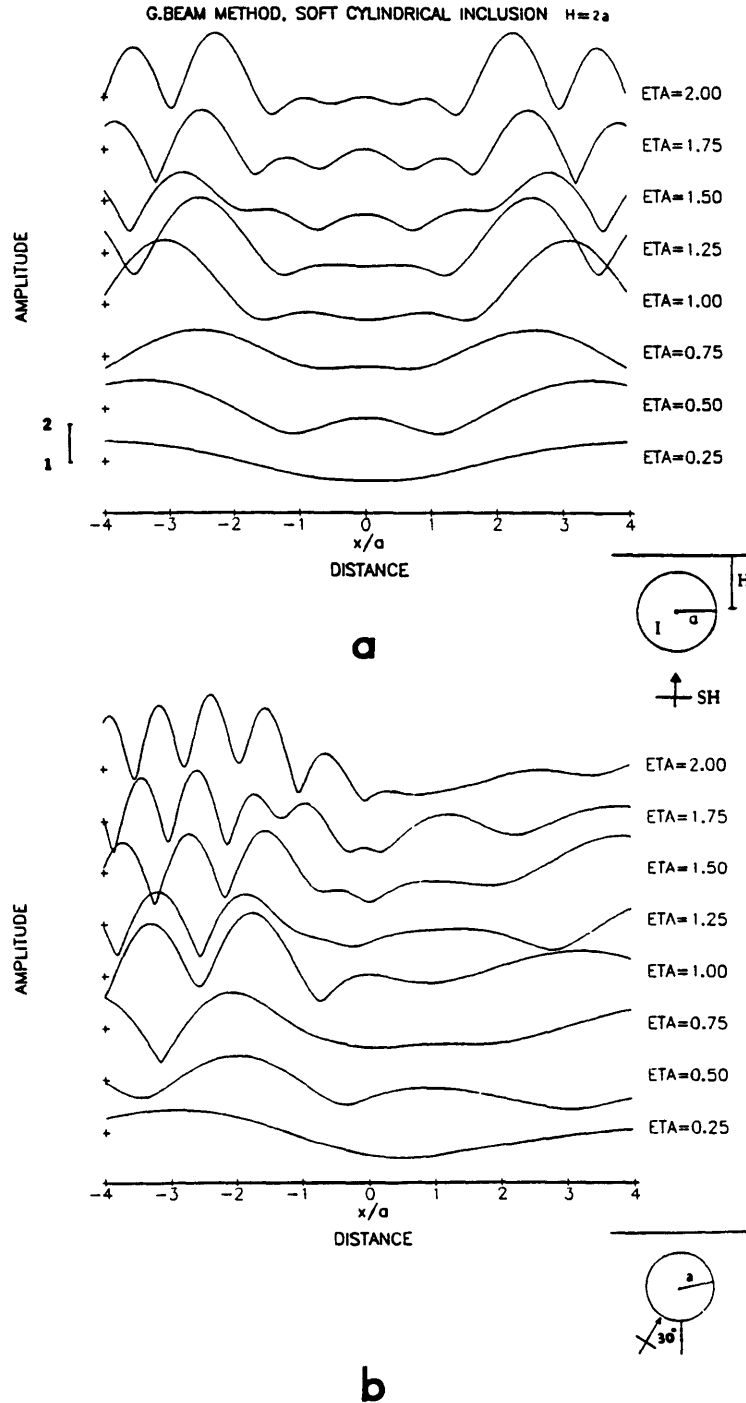 G.BEAM METHOD, SOFT CYLINDRICAL INCLUSION H=2a
ETA=2.00
ETA=1.75
ETA=1.50
ETA=1.25
ETA=1.00
ETA=0.75
ETA=0.50
ETA=0.25
AMPLITUDE
2
1
-4 -3 -2 -1 0 1 2 3 4
x/a
DISTANCE
H
a
I
SH
a
ETA=2.00
ETA=1.75
ETA=1.50
ETA=1.25
ETA=1.00
ETA=0.75
ETA=0.50
ETA=0.25
AMPLITUDE
-4 -3 -2 -1 0 1 2 3 4
x/a
DISTANCE
a
30°
b